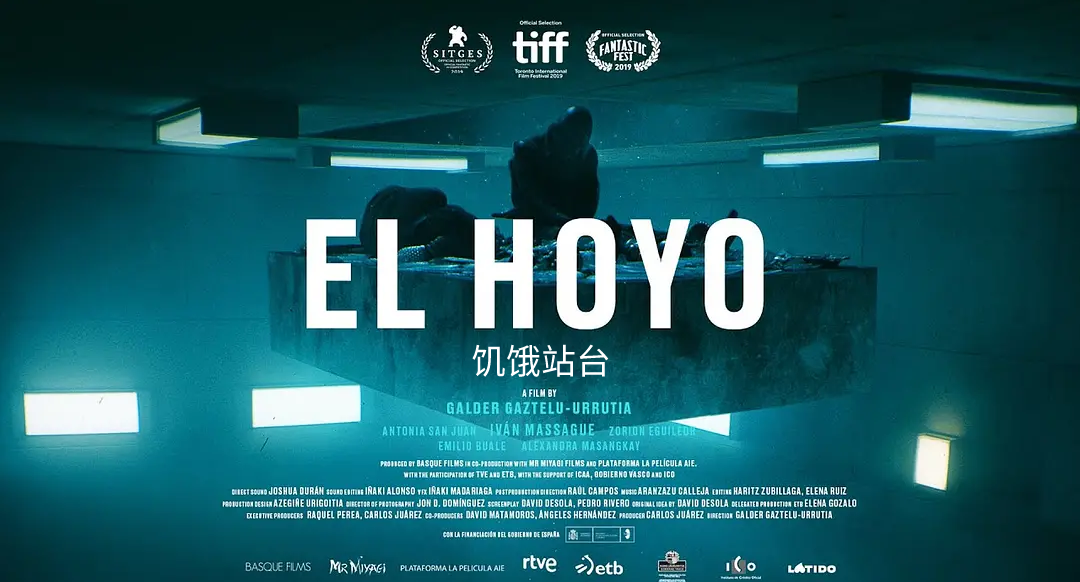 SITGES
OFFICIAL SELECTION
2019
Official Selection
tiff
Toronto International
Film Festival 2019
OFFICIAL SELECTION
FANTASTIC
FEST
2019
EL HOYO
饥饿站台
A FILM BY
GALDER GAZTELU-URRUTIA
ANTONIA SAN JUAN IVÁN MASSAGUE ZORION EGUILEOR
EMILIO BUALE ALEXANDRA MASANGKAY
PRODUCED BY BASQUE FILMS IN CO-PRODUCTION WITH MR MIYAGI FILMS AND PLATAFORMA LA PELÍCULA AIE.
WITH THE PARTICIPATION OF TVE AND ETB, WITH THE SUPPORT OF ICAA, GOBIERNO VASCO AND ICO
DIRECT SOUND JOSHUA DURÁN SOUND EDITING IÑAKI ALONSO VFX IÑAKI MADARIAGA POSTPRODUCTION DIRECTION RAÚL CAMPOS MUSIC ARANZAZU CALLEJA EDITING HARITZ ZUBILLAGA, ELENA RUIZ
PRODUCTION DESIGN AZEGIÑE URIGOITIA DIRECTOR OF PHOTOGRAPHY JON D. DOMÍNGUEZ SCREENPLAY DAVID DESOLA, PEDRO RIVERO ORIGINAL IDEA BY DAVID DESOLA DELEGATED PRODUCTION ETB ELENA GOZALO
EXECUTIVE PRODUCERS RAQUEL PEREA, CARLOS JUÁREZ CO-PRODUCERS DAVID MATAMOROS, ÁNGELES HERNÁNDEZ PRODUCER CARLOS JUÁREZ DIRECTION GALDER GAZTELU-URRUTIA
CON LA FINANCIACIÓN DEL GOBIERNO DE ESPAÑA
BASQUE FILMS MR MIYAGI PLATAFORMA LA PELICULA AIE rtve etb ICO LATIDO
Instituto de Crédito Oficial